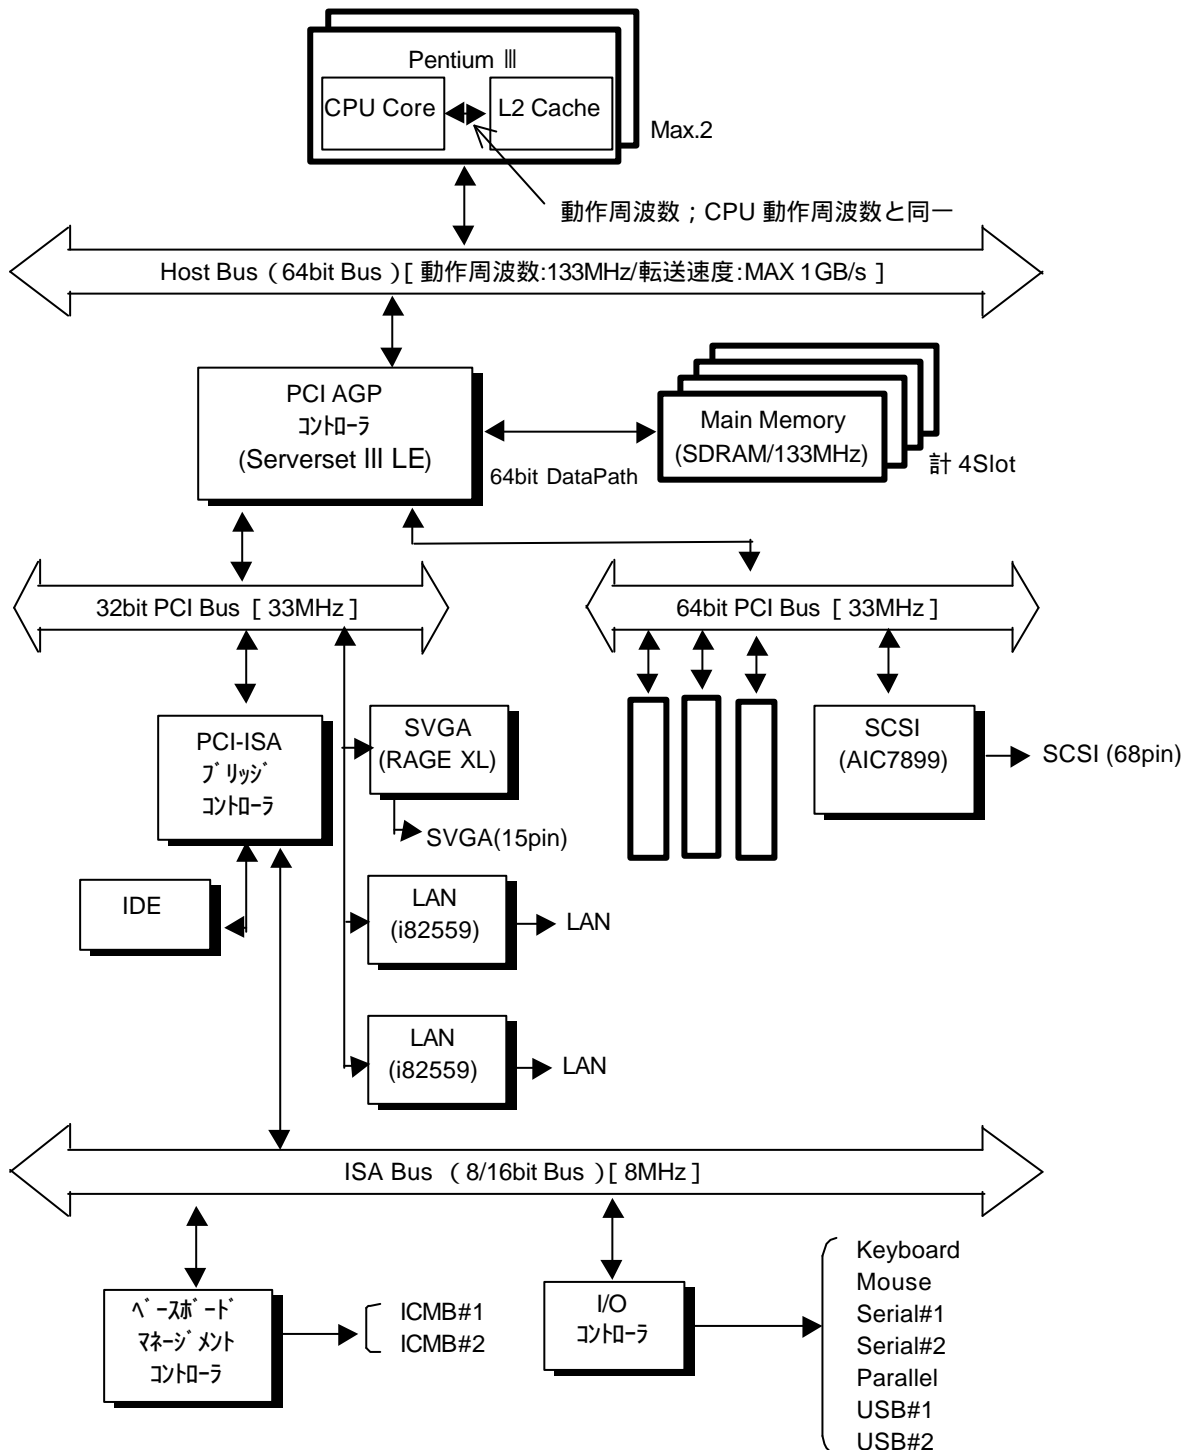 Pentium Ⅲ
CPU Core
L2 Cache
Max.2
動作周波数；CPU 動作周波数と同一
Host Bus（64bit Bus）[ 動作周波数:133MHz/転送速度:MAX 1GB/s ]
PCI AGP
ｺﾝﾄﾛｰﾗ
(Serverset III LE)
64bit DataPath
Main Memory
(SDRAM/133MHz)
計 4Slot
32bit PCI Bus [ 33MHz ]
64bit PCI Bus [ 33MHz ]
PCI-ISA
ﾌﾞﾘｯｼﾞ
ｺﾝﾄﾛｰﾗ
SVGA
(RAGE XL)
SVGA(15pin)
SCSI
(AIC7899)
SCSI (68pin)
IDE
LAN
(i82559)
LAN
LAN
(i82559)
LAN
ISA Bus （8/16bit Bus）[ 8MHz ]
ﾍﾞｰｽﾎﾞｰﾄﾞ
ﾏﾈｰｼﾞﾒﾝﾄ
ｺﾝﾄﾛｰﾗ
ICMB#1
ICMB#2
I/O
ｺﾝﾄﾛｰﾗ
Keyboard
Mouse
Serial#1
Serial#2
Parallel
USB#1
USB#2